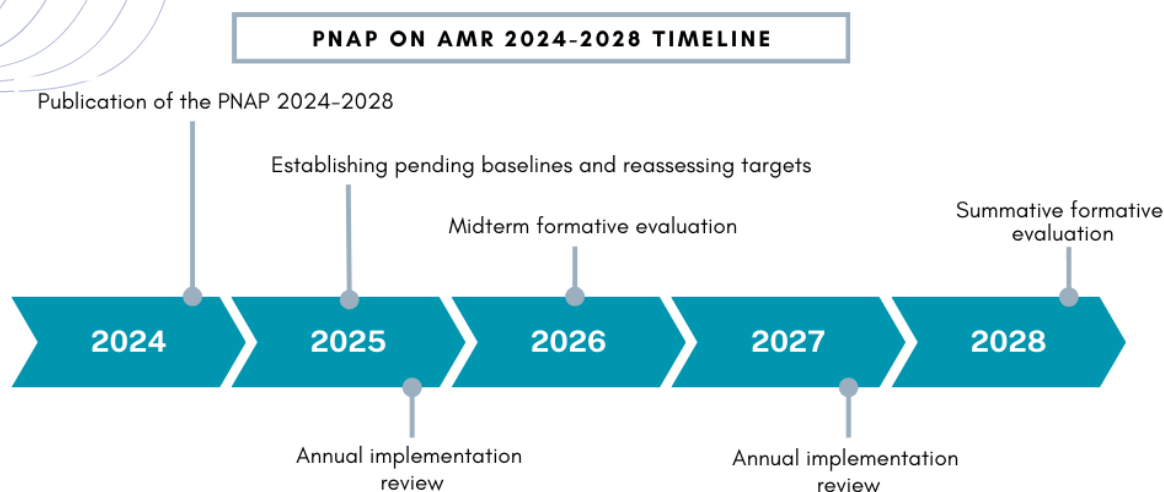 PNAP ON AMR 2024-2028 TIMELINE
Publication of the PNAP 2024-2028
Establishing pending baselines and reassessing targets
Midterm formative evaluation
Summative formative
evaluation
2024
2025
2026
2027
2028
Annual implementation
review
Annual implementation
review